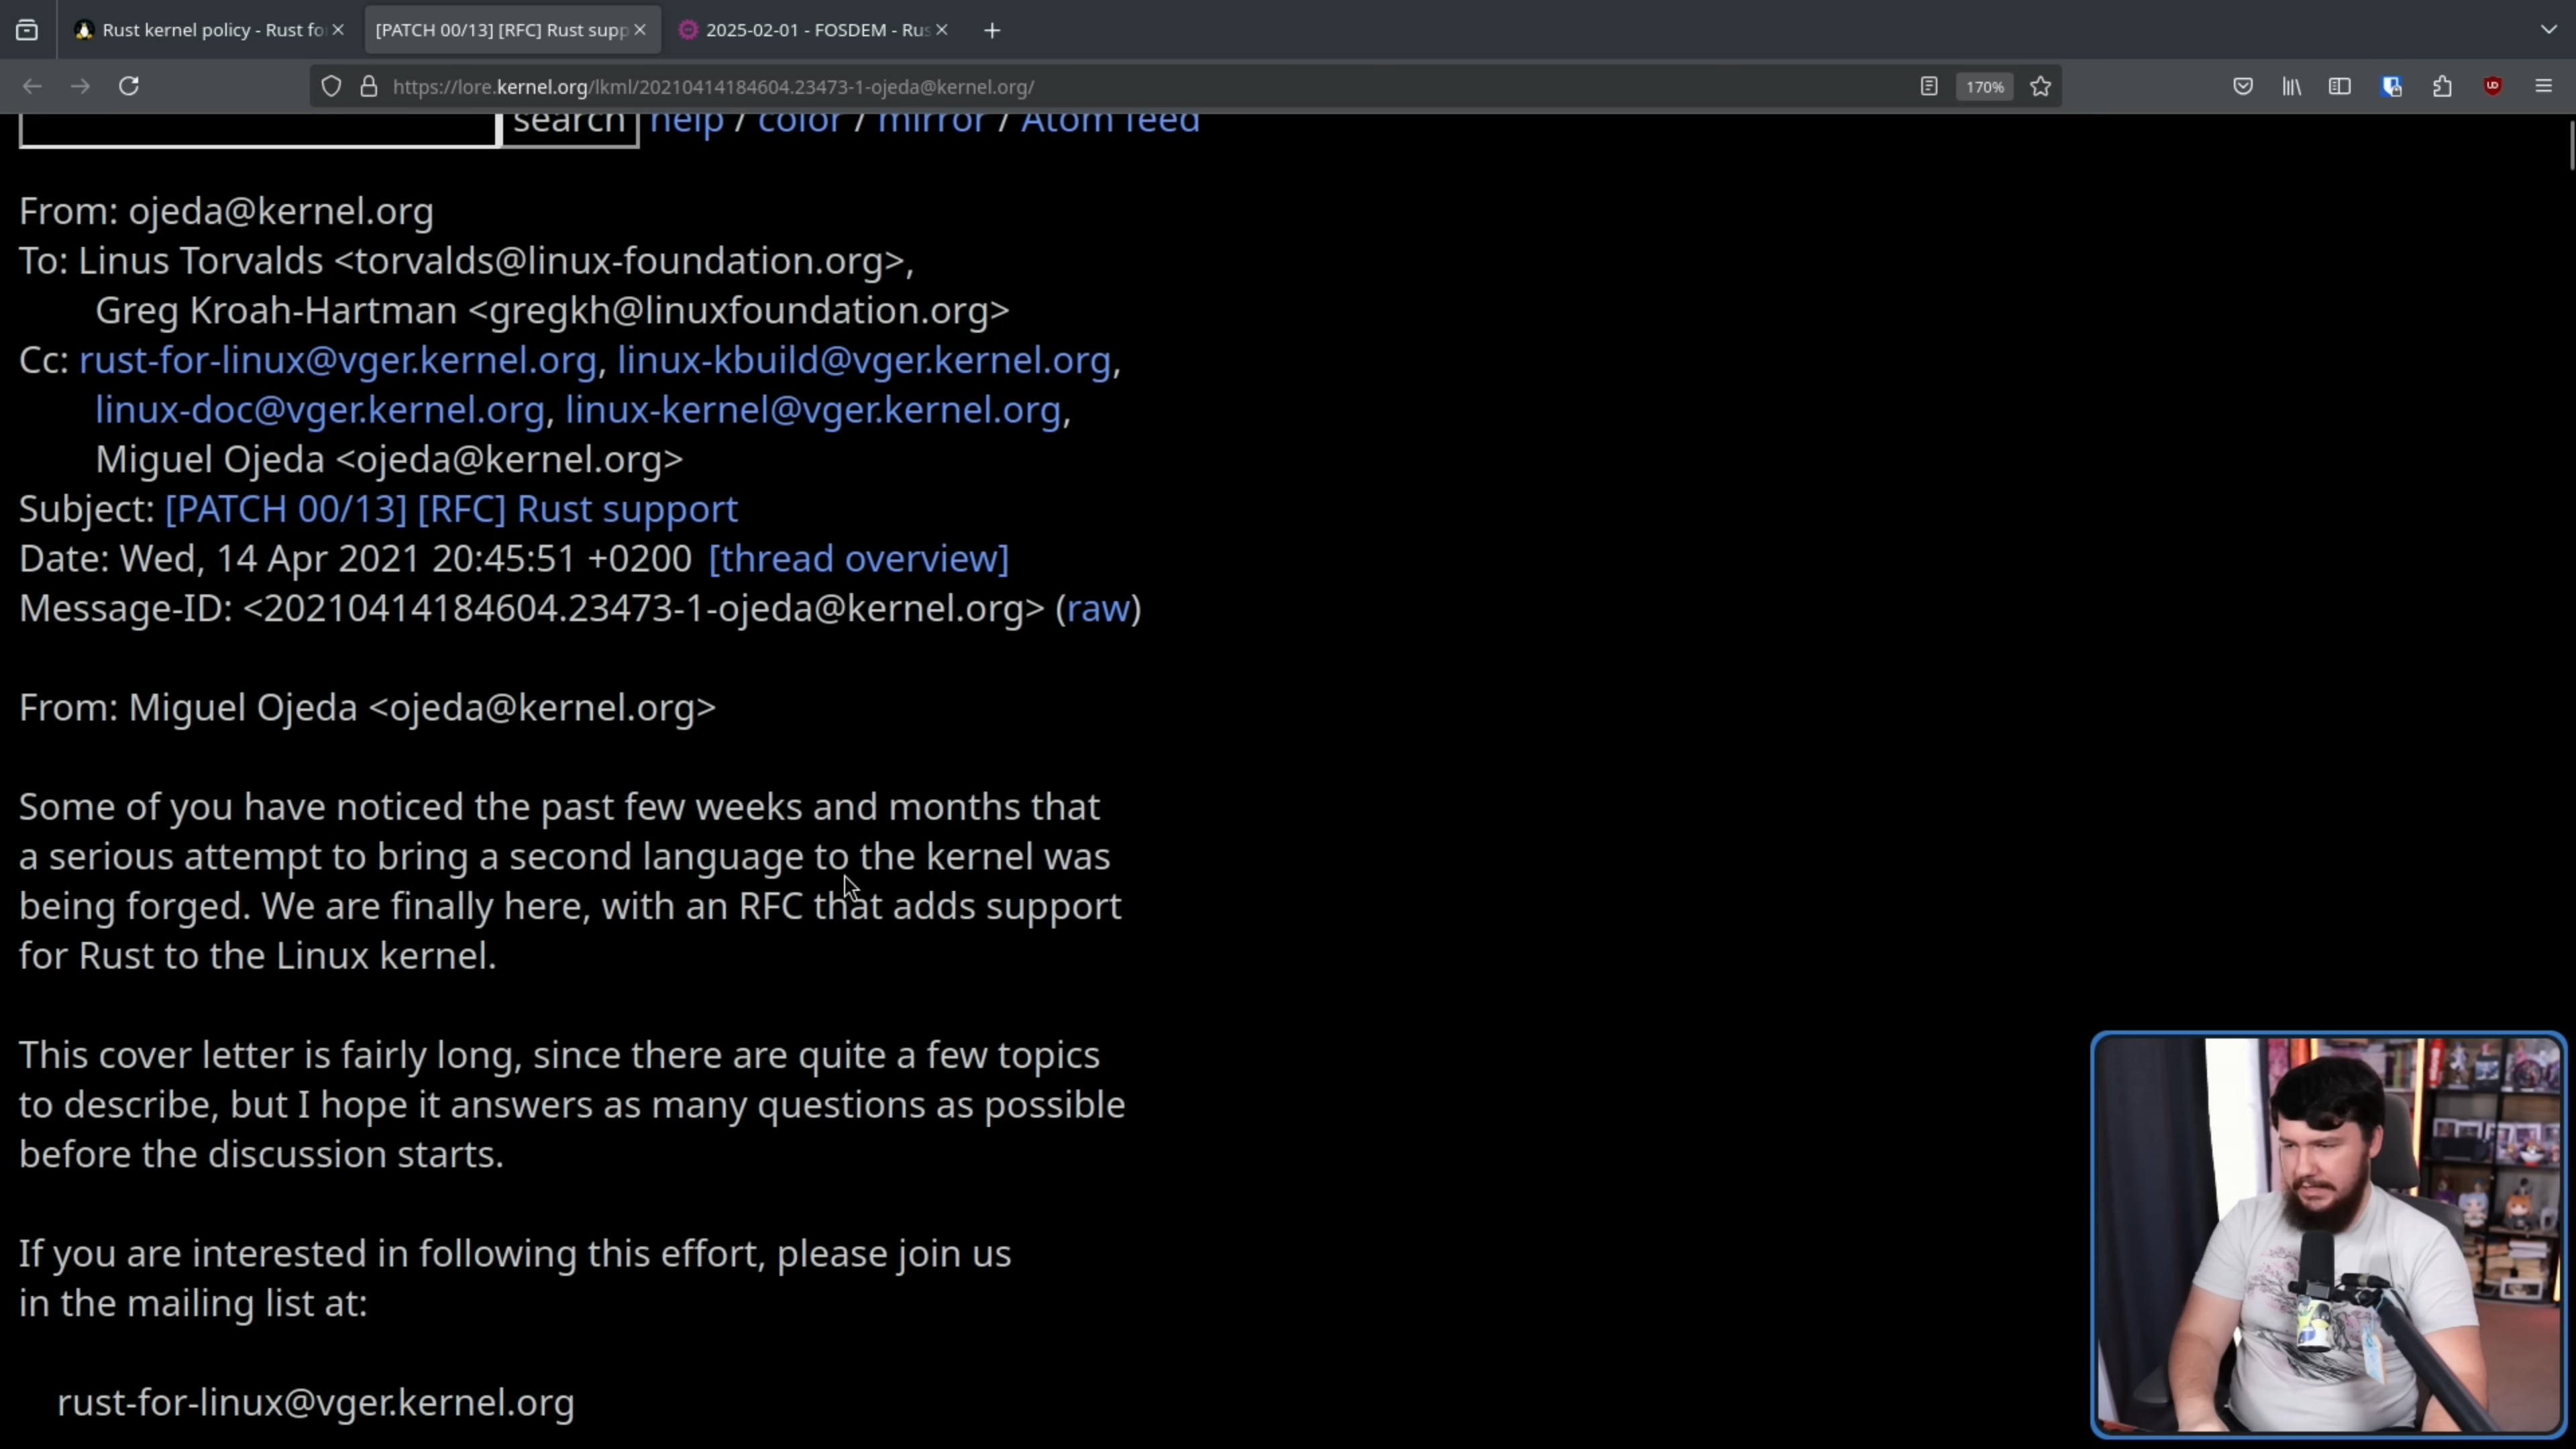 Rust kernel policy - Rust fo
[PATCH 00/13] [RFC] Rust supp
2025-02-01 - FOSDEM - Rus
https://lore.kernel.org/lkml/20210414184604.23473-1-ojeda@kernel.org/
170%
search help / color / mirror / Atom feed
From: ojeda@kernel.org
To: Linus Torvalds <torvalds@linux-foundation.org>,
Greg Kroah-Hartman <gregkh@linuxfoundation.org>
Cc: rust-for-linux@vger.kernel.org, linux-kbuild@vger.kernel.org,
linux-doc@vger.kernel.org, linux-kernel@vger.kernel.org,
Miguel Ojeda <ojeda@kernel.org>
Subject: [PATCH 00/13] [RFC] Rust support
Date: Wed, 14 Apr 2021 20:45:51 +0200 [thread overview]
Message-ID: <20210414184604.23473-1-ojeda@kernel.org> (raw)
From: Miguel Ojeda <ojeda@kernel.org>
Some of you have noticed the past few weeks and months that
a serious attempt to bring a second language to the kernel was
being forged. We are finally here, with an RFC that adds support
for Rust to the Linux kernel.
This cover letter is fairly long, since there are quite a few topics
to describe, but I hope it answers as many questions as possible
before the discussion starts.
If you are interested in following this effort, please join us
in the mailing list at:
rust-for-linux@vger.kernel.org